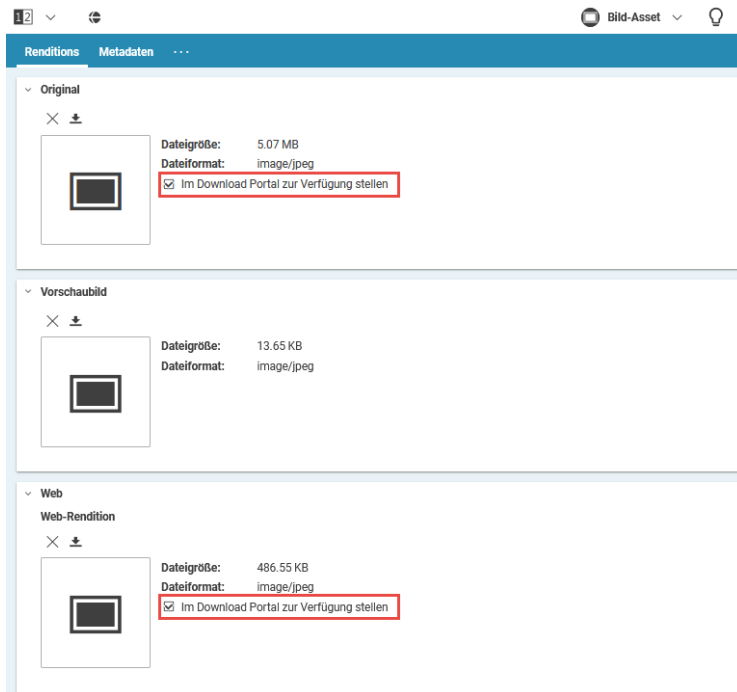 12
Bild-Asset
Renditions Metadaten ...
Original
Dateigröße: 5.07 MB
Dateiformat: image/jpeg
Im Download Portal zur Verfügung stellen
Vorschaubild
Dateigröße: 13.65 KB
Dateiformat: image/jpeg
Web
Web-Rendition
Dateigröße: 486.55 KB
Dateiformat: image/jpeg
Im Download Portal zur Verfügung stellen